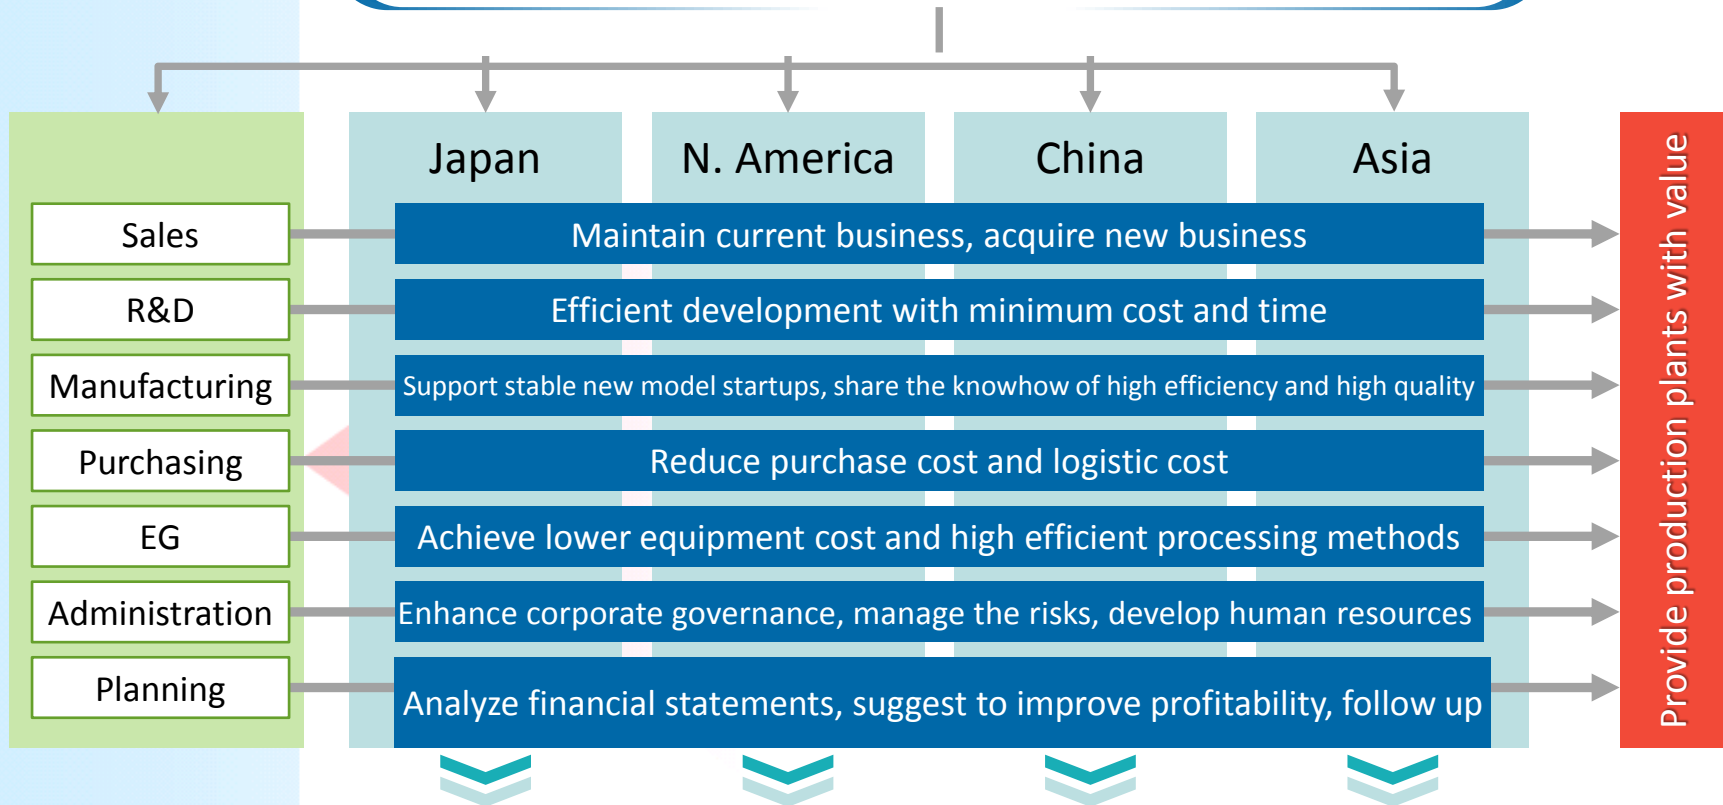 Japan
N. America
China
Asia
Sales
Maintain current business, acquire new business
R&D
Efficient development with minimum cost and time
Manufacturing
Support stable new model startups, share the knowhow of high efficiency and high quality
Purchasing
Reduce purchase cost and logistic cost
EG
Achieve lower equipment cost and high efficient processing methods
Administration
Enhance corporate governance, manage the risks, develop human resources
Planning
Analyze financial statements, suggest to improve profitability, follow up
Provide production plants with value